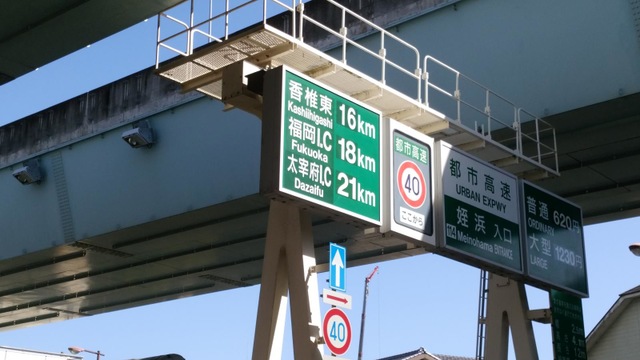 香椎東 16km
Kashiihigashi
福岡I.C 18km
Fukuoka
太宰府I.C 21km
Dazaifu
都市高速
40
ここから
都市高速
URBAN EXPWY
姪浜 入口
Meinohama ENTRANCE
普通 620円
ORDINARY
大型 1230円
LARGE
40